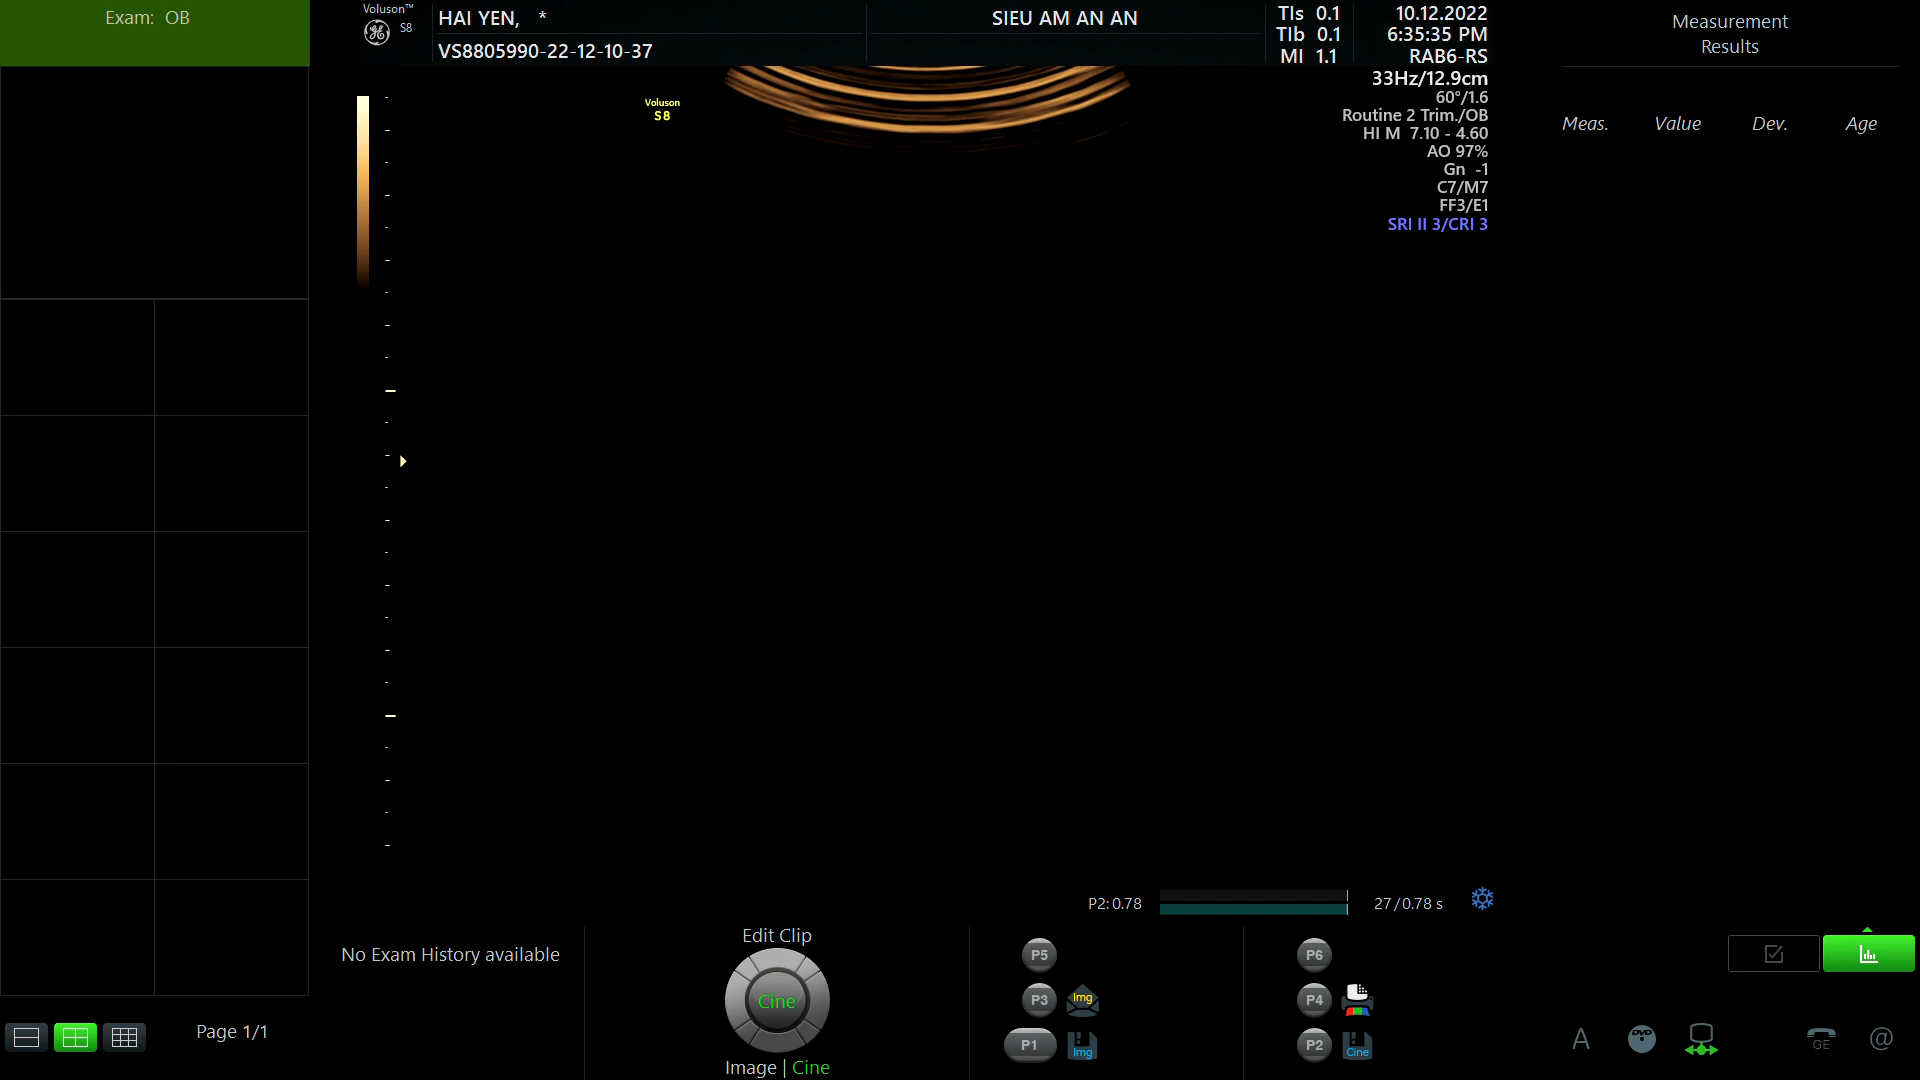 Exam: OB
Voluson™
S8
HAI YEN, *
VS8805990-22-12-10-37
SIEU AM AN AN
TIs 0.1
TIb 0.1
MI 1.1
10.12.2022
6:35:35 PM
RAB6-RS
33Hz/12.9cm
60°/1.6
Routine 2 Trim./OB
HI M 7.10 - 4.60
AO 97%
Gn -1
C7/M7
FF3/E1
SRI II 3/CRI 3
Voluson
S8
Measurement
Results
Meas. Value Dev. Age
P2: 0.78
27 / 0.78 s
No Exam History available
Edit Clip
Cine
Image | Cine
P5
P3 Img
P1 Img
P6
P4
P2 Cine
Page 1/1
A
DVD
GE
@